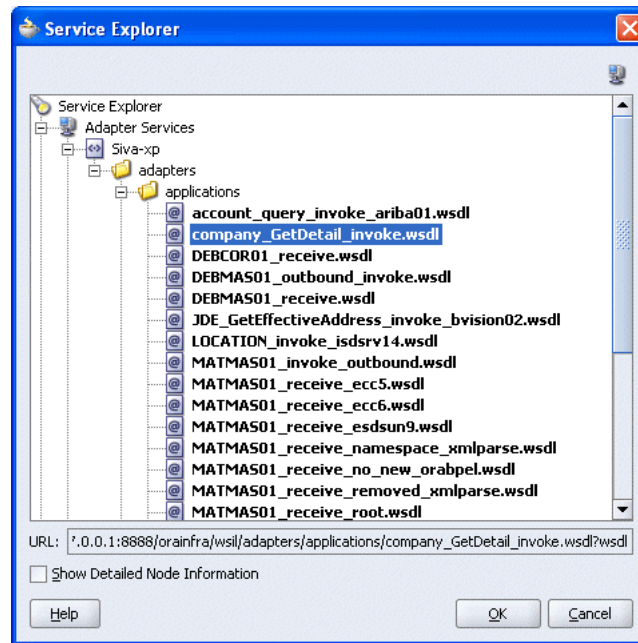 Service Explorer
Service Explorer
Adapter Services
Siva-xp
adapters
applications
account_query_invoke_ariba01.wsdl
company_GetDetail_invoke.wsdl
DEBCOR01_receive.wsdl
DEBMAS01_outbound_invoke.wsdl
DEBMAS01_receive.wsdl
JDE_GetEffectiveAddress_invoke_bvision02.wsdl
LOCATION_invoke_isdsrv14.wsdl
MATMAS01_invoke_outbound.wsdl
MATMAS01_receive_ecc5.wsdl
MATMAS01_receive_ecc6.wsdl
MATMAS01_receive_esdsun9.wsdl
MATMAS01_receive_namespace_xmlparse.wsdl
MATMAS01_receive_no_new_orabpel.wsdl
MATMAS01_receive_removed_xmlparse.wsdl
MATMAS01_receive_root.wsdl
URL: 7.0.0.1:8888/orainfra/wsil/adapters/applications/company_GetDetail_invoke.wsdl?wsdl
Show Detailed Node Information
Help OK Cancel